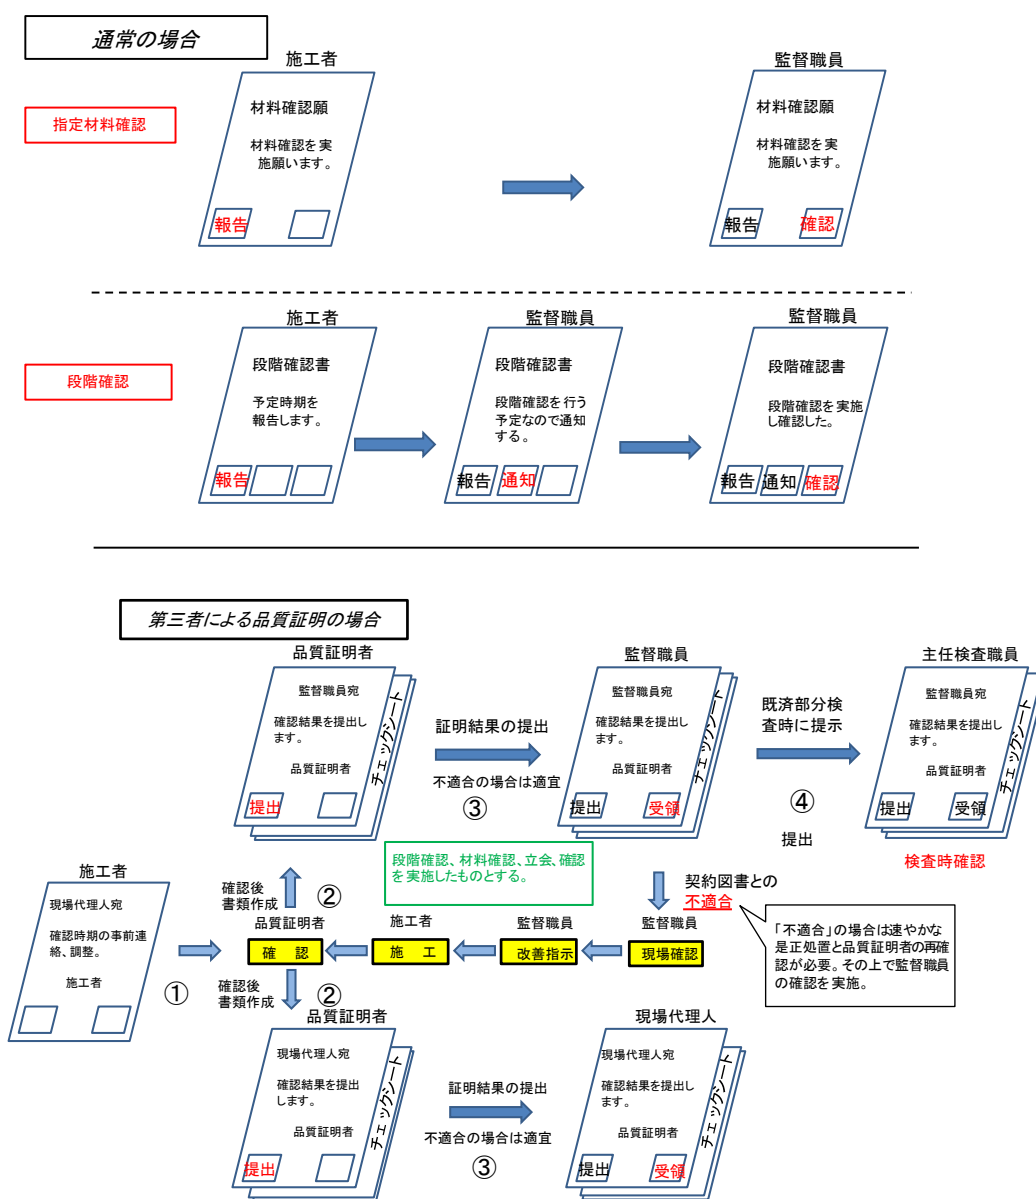 通常の場合
施工者
監督職員
指定材料確認
材料確認願
材料確認を実
施願います。
報告
材料確認願
材料確認を実
施願います。
報告
確認
施工者
監督職員
監督職員
段階確認
段階確認書
予定時期を
報告します。
報告
段階確認書
段階確認を行う
予定なので通知
する。
報告
通知
段階確認書
段階確認を実施
し確認した。
報告
通知
確認
第三者による品質証明の場合
品質証明者
監督職員宛
確認結果を提出し
ます。
品質証明者
提出
チェックシート
証明結果の提出
不適合の場合は適宜
③
監督職員
監督職員宛
確認結果を提出し
ます。
品質証明者
提出
受領
チェックシート
既済部分検
査時に提示
④
提出
主任検査職員
監督職員宛
確認結果を提出し
ます。
品質証明者
提出
受領
チェックシート
検査時確認
段階確認、材料確認、立会、確認
を実施したものとする。
施工者
現場代理人宛
確認時期の事前連
絡、調整。
施工者
①
確認後
書類作成
②
品質証明者
確　認
施工者
施　工
監督職員
改善指示
監督職員
現場確認
契約図書との
不適合
「不適合」の場合は速やかな
是正処置と品質証明者の再確
認が必要。その上で監督職員
の確認を実施。
確認後
書類作成
②
品質証明者
現場代理人宛
確認結果を提出
します。
品質証明者
提出
チェックシート
証明結果の提出
不適合の場合は適宜
③
現場代理人
現場代理人宛
確認結果を提出し
ます。
品質証明者
提出
受領
チェックシート